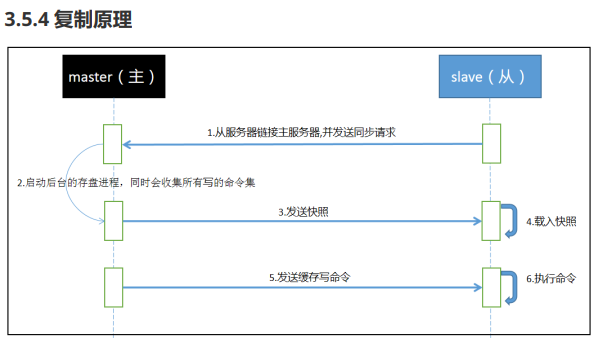 3.5.4 复制原理
master（主）
slave（从）
1.从服务器链接主服务器,并发送同步请求
2.启动后台的存盘进程，同时会收集所有写的命令集
3.发送快照
4.载入快照
5.发送缓存写命令
6.执行命令